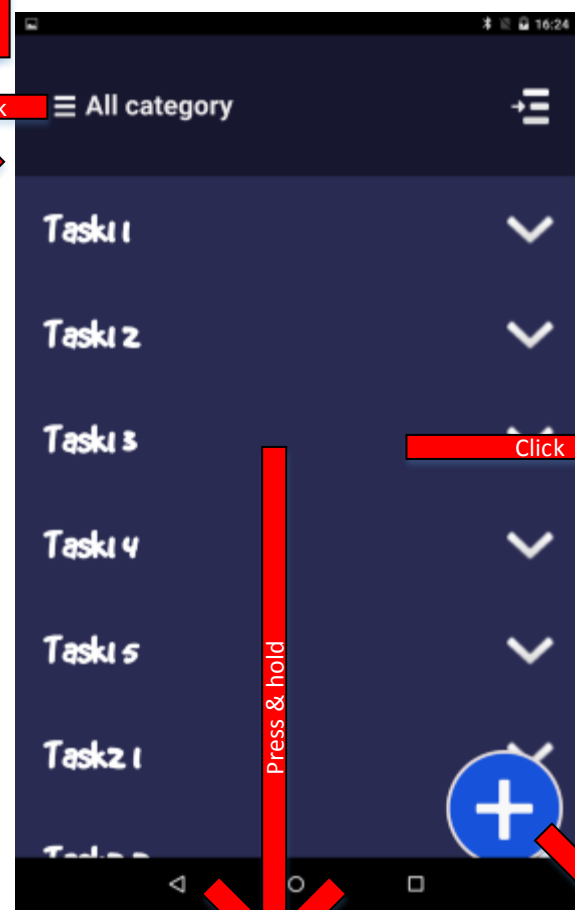 16:24
All category
Task1 1
Task1 2
Task1 3
Click
Task1 4
Task1 5
Press & hold
Task2 1